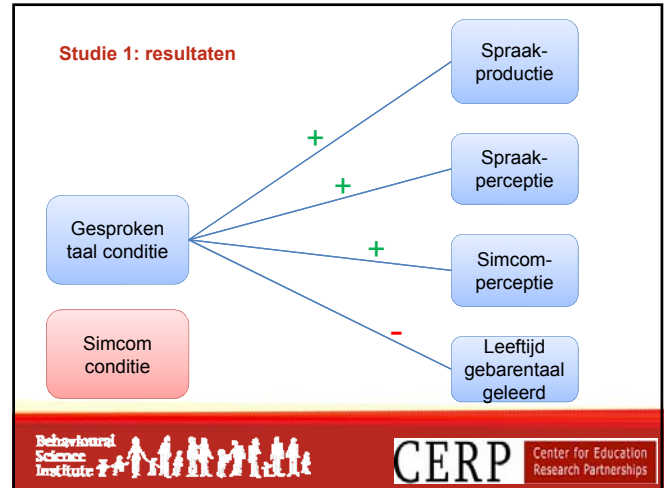 Studie 1: resultaten
Spraak-
productie
+
+
Spraak-
perceptie
Gesproken
taal conditie
+
Simcom-
perceptie
-
Simcom
conditie
Leeftijd
gebarentaal
geleerd
Behavioural
Science
Institute
CERP
Center for Education
Research Partnerships